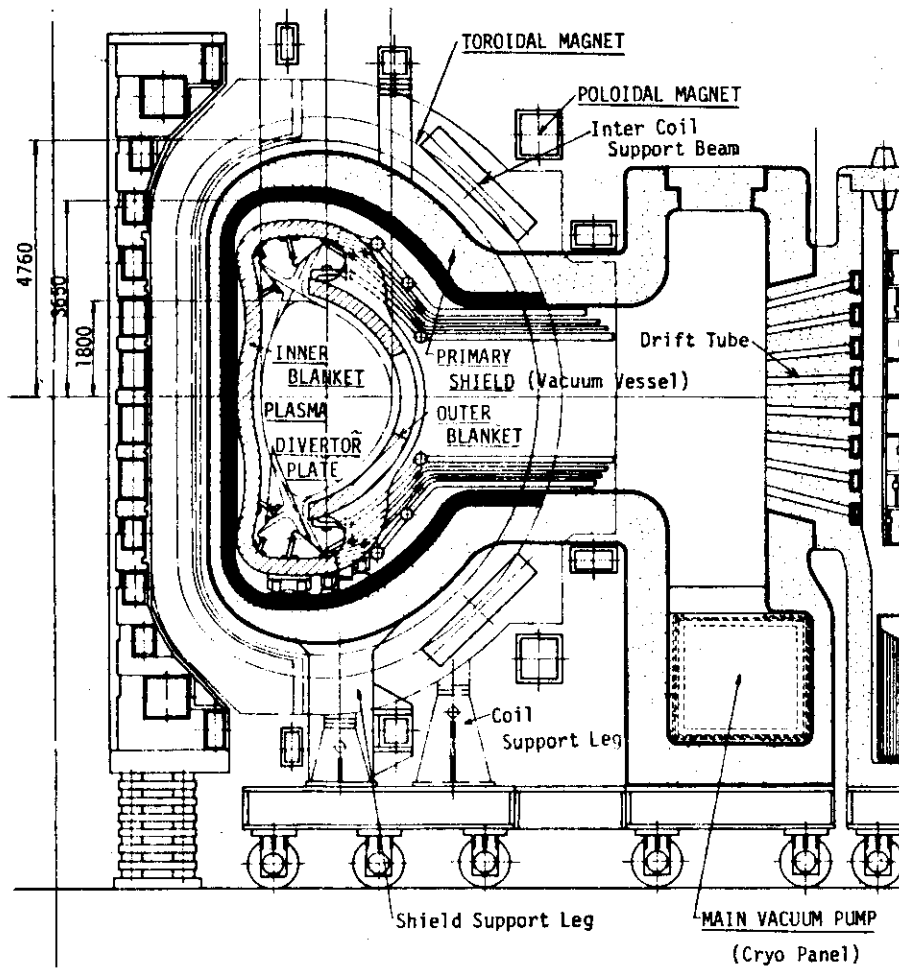 TOROIDAL MAGNET
POLOIDAL MAGNET
Inter Coil
Support Beam
4760
3650
1800
Drift Tube
INNER
BLANKET
PRIMARY
SHIELD (Vacuum Vessel)
PLASMA
OUTER
BLANKET
DIVERTOR
PLATE
Coil
Support Leg
Shield Support Leg
MAIN VACUUM PUMP
(Cryo Panel)